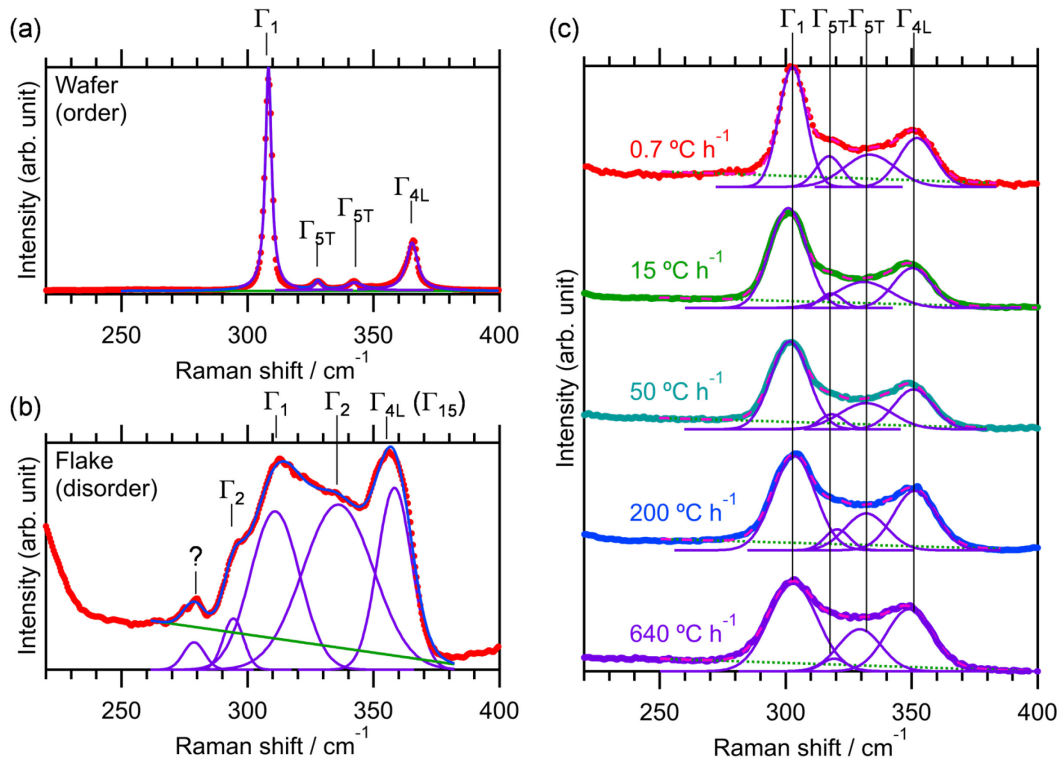 (a)
Γ1
Wafer
(order)
Γ5T
Γ5T
Γ4L
Intensity (arb. unit)
250 300 350 400
Raman shift / cm-1
(b)
Γ1 Γ2 Γ4L (Γ15)
Flake
(disorder)
Γ2
?
Intensity (arb. unit)
250 300 350 400
Raman shift / cm-1
(c)
Γ1 Γ5T Γ5T Γ4L
0.7 ºC h-1
15 ºC h-1
50 ºC h-1
200 ºC h-1
640 ºC h-1
Intensity (arb. unit)
250 300 350 400
Raman shift / cm-1